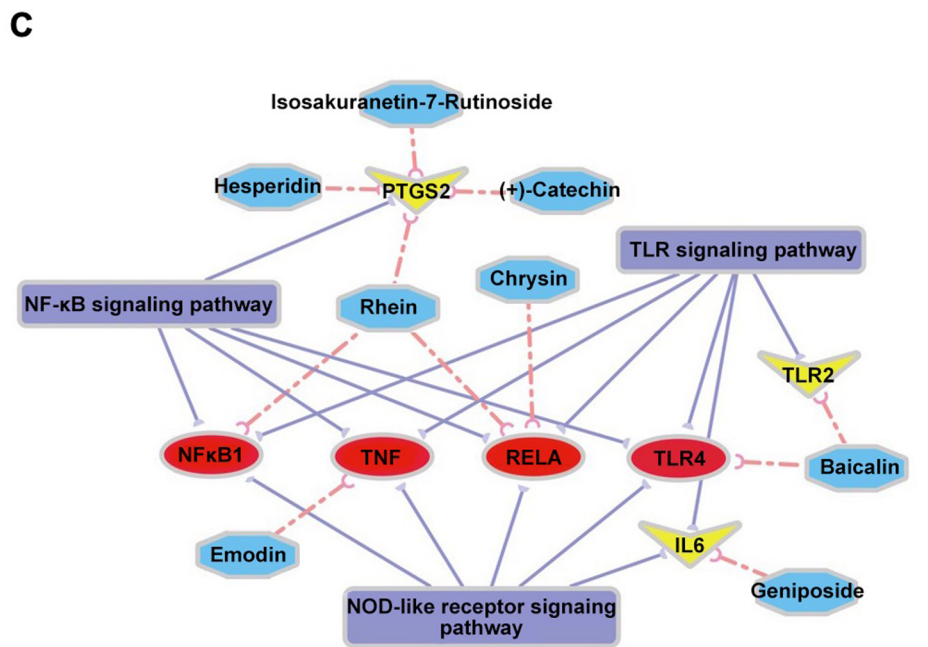 C
Isosakuranetin-7-Rutinoside
Hesperidin
PTGS2
(+)-Catechin
TLR signaling pathway
Chrysin
NF-κB signaling pathway
Rhein
TLR2
NFκB1
TNF
RELA
TLR4
Baicalin
Emodin
IL6
Geniposide
NOD-like receptor signaing
pathway